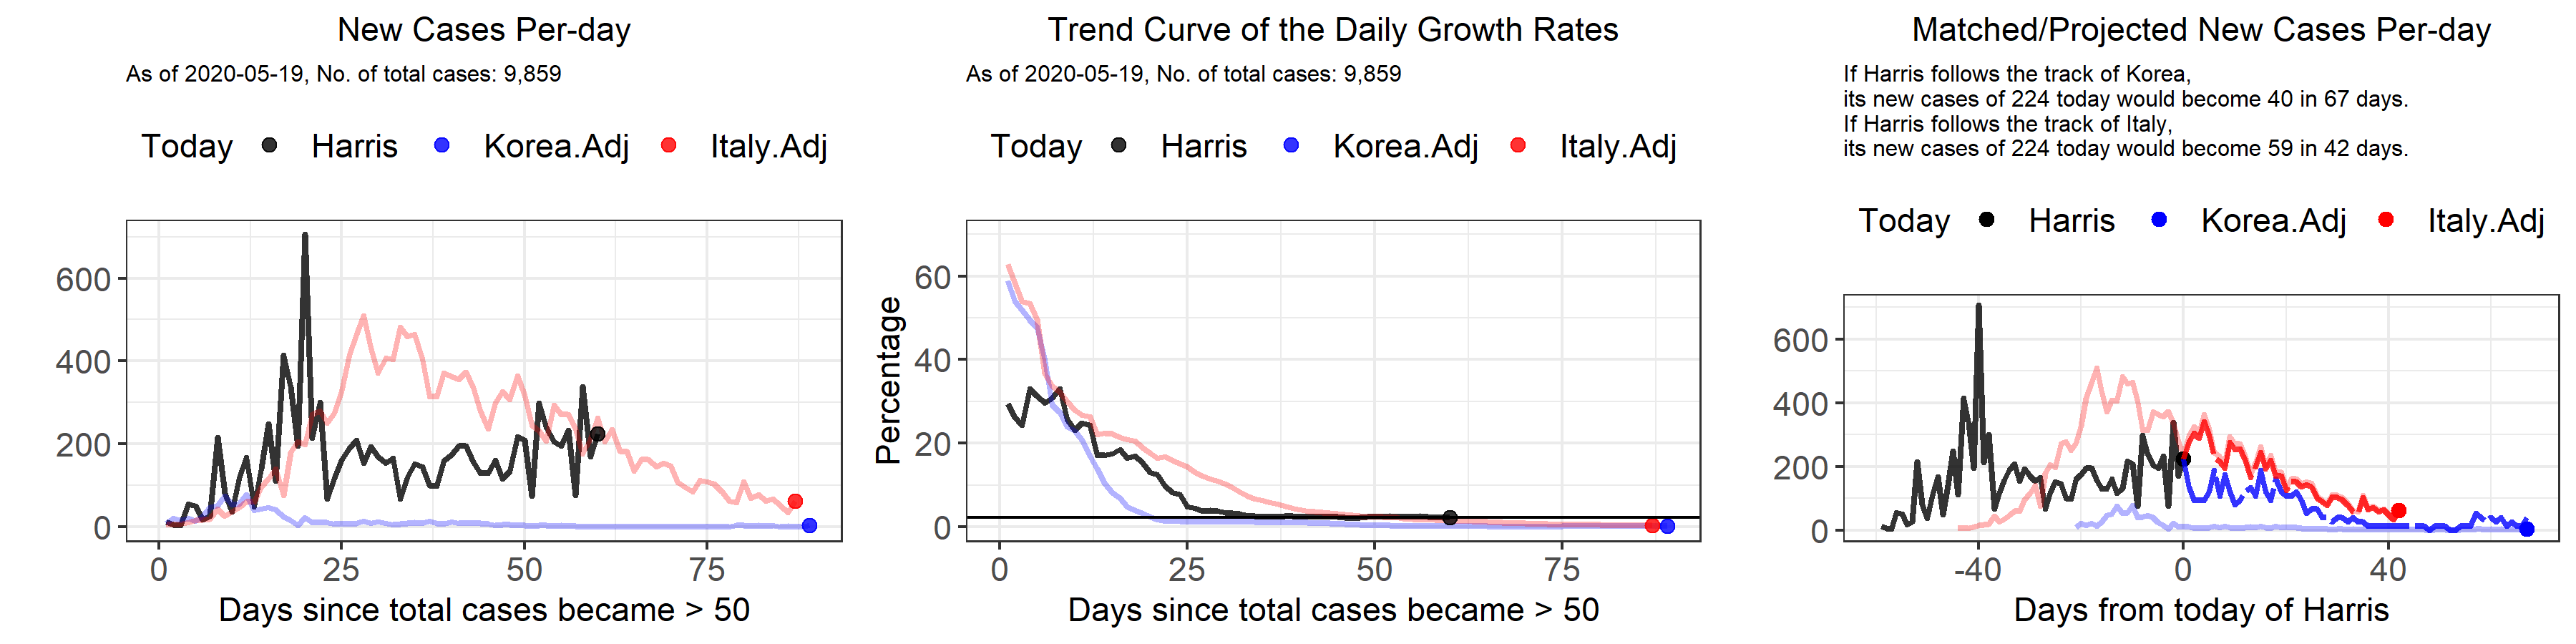 New Cases Per-day
As of 2020-05-19, No. of total cases: 9,859
Today Harris Korea.Adj Italy.Adj
600
400
200
0
0 25 50 75
Days since total cases became > 50
Trend Curve of the Daily Growth Rates
As of 2020-05-19, No. of total cases: 9,859
Today Harris Korea.Adj Italy.Adj
Percentage
60
40
20
0
0 25 50 75
Days since total cases became > 50
Matched/Projected New Cases Per-day
If Harris follows the track of Korea,
its new cases of 224 today would become 40 in 67 days.
If Harris follows the track of Italy,
its new cases of 224 today would become 59 in 42 days.
Today Harris Korea.Adj Italy.Adj
600
400
200
0
-40 0 40
Days from today of Harris